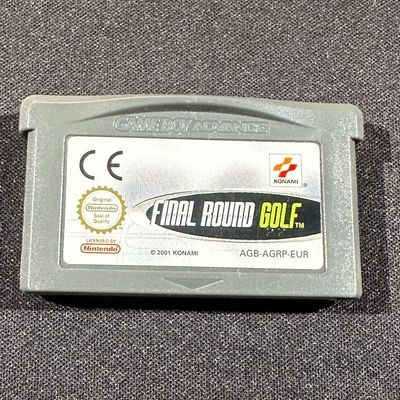 GAME BOY ADVANCE
CE
KONAMI
Original
Nintendo
Seal of
Quality
FINAL ROUND GOLF™
LICENSED BY
Nintendo
© 2001 KONAMI
AGB-AGRP-EUR